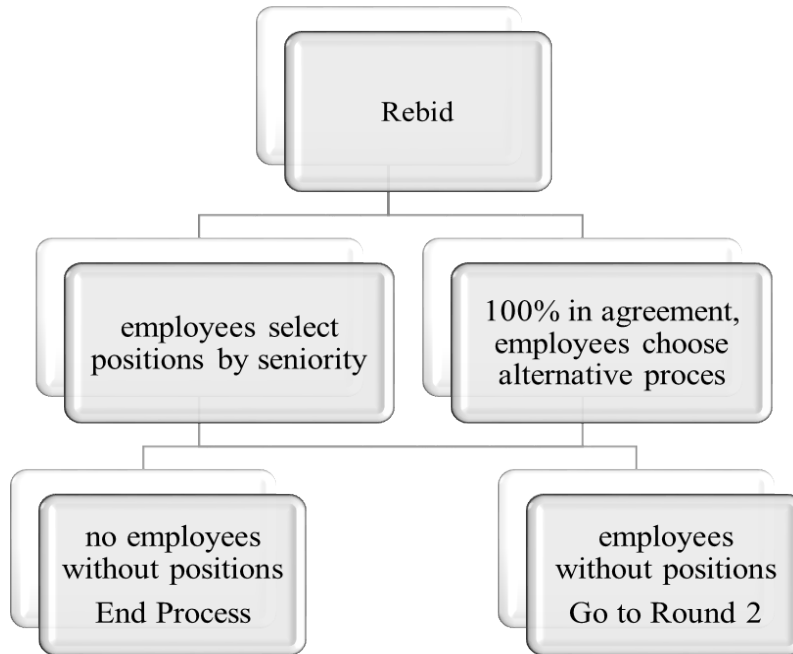 Rebid
employees select
positions by seniority
100% in agreement,
employees choose
alternative proces
no employees
without positions
End Process
employees
without positions
Go to Round 2